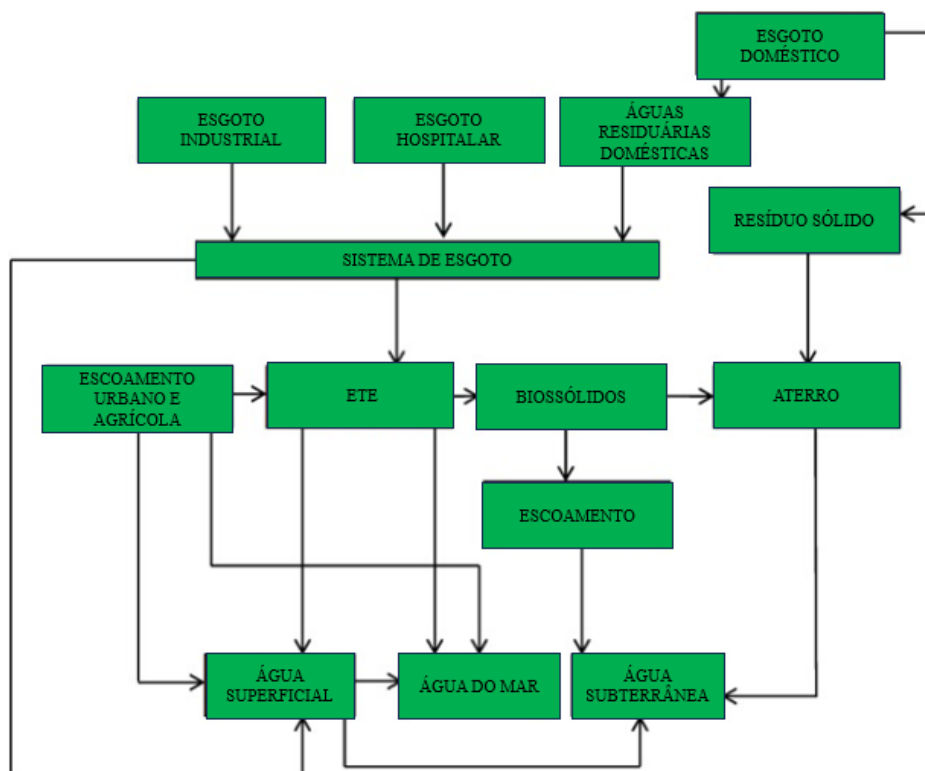 ESGOTO
DOMÉSTICO
ESGOTO
INDUSTRIAL
ESGOTO
HOSPITALAR
ÁGUAS
RESIDUÁRIAS
DOMÉSTICAS
RESÍDUO SÓLIDO
SISTEMA DE ESGOTO
ESCOAMENTO
URBANO E
AGRÍCOLA
ETE
BIOSSÓLIDOS
ATERRO
ESCOAMENTO
ÁGUA
SUPERFICIAL
ÁGUA DO MAR
ÁGUA
SUBTERRÂNEA